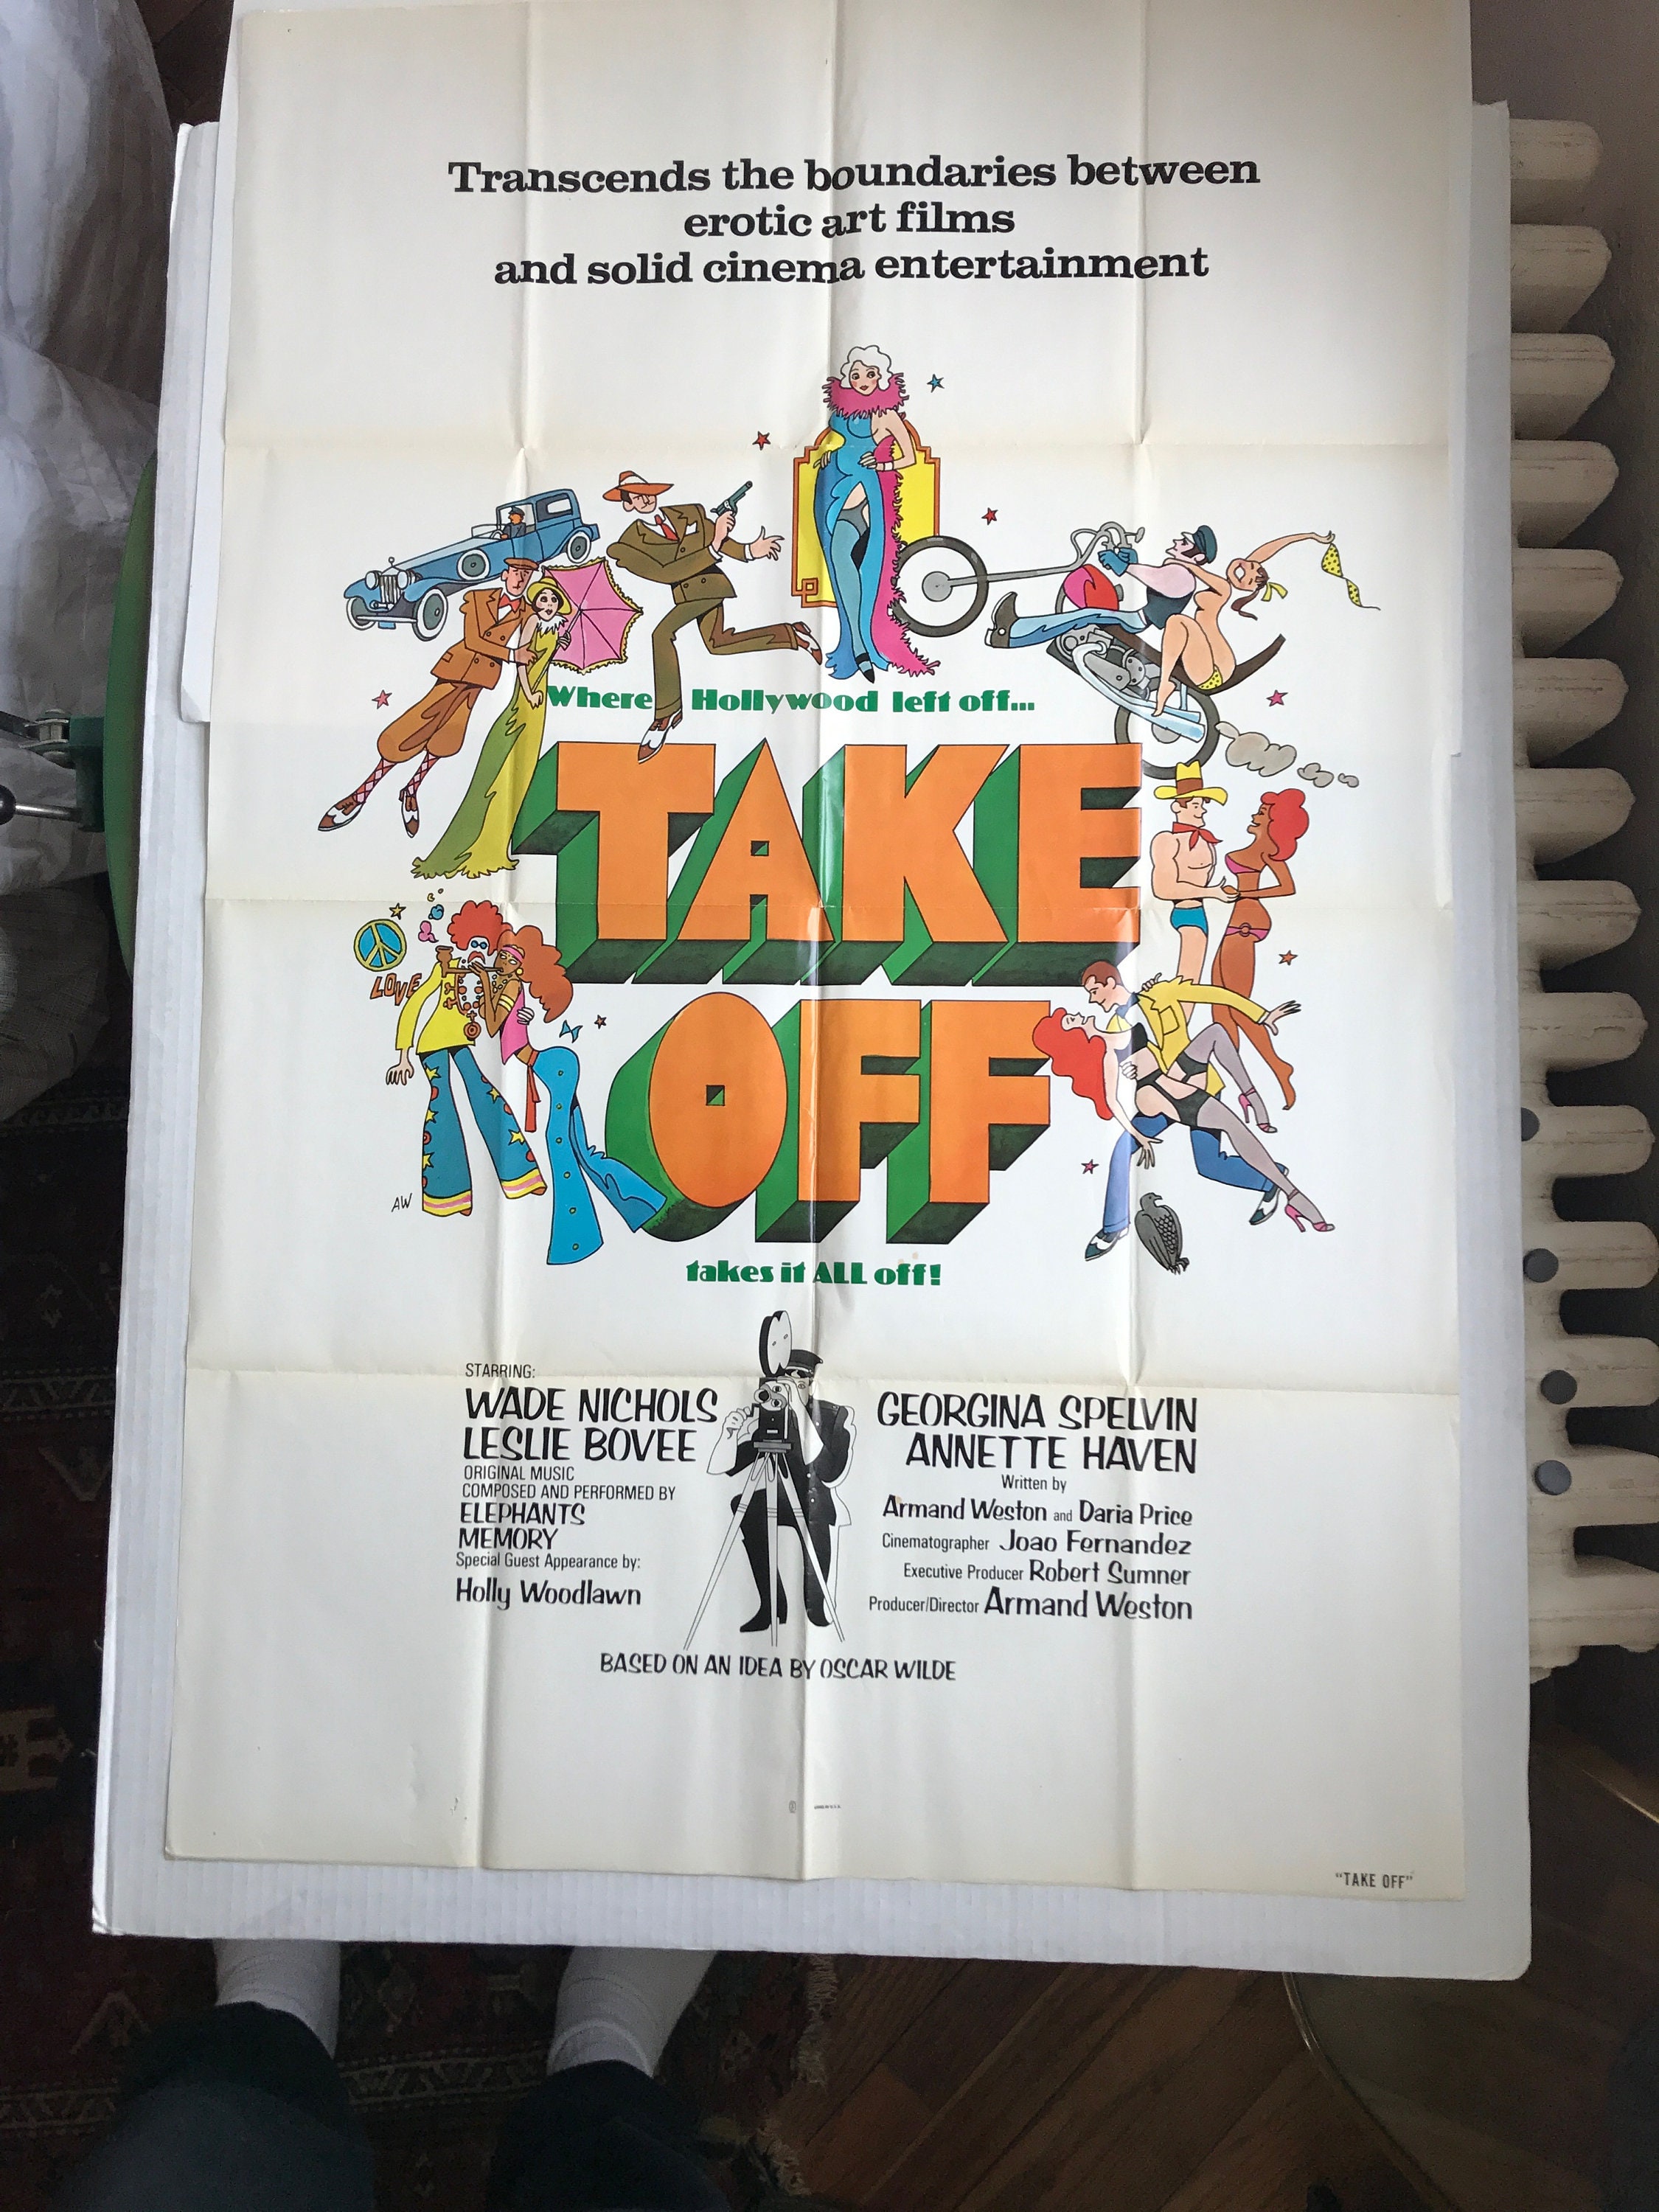 Transcends the boundaries between
erotic art films
and solid cinema entertainment
Where Hollywood left off...
TAKE
OFF
LOVE
AW
takes it ALL off!
STARRING:
WADE NICHOLS
LESLIE BOVEE
ORIGINAL MUSIC
COMPOSED AND PERFORMED BY
ELEPHANTS
MEMORY
Special Guest Appearance by:
Holly Woodlawn
GEORGINA SPELVIN
ANNETTE HAVEN
Written by
Armand Weston and Daria Price
Cinematographer Joao Fernandez
Executive Producer Robert Sumner
Producer/Director Armand Weston
BASED ON AN IDEA BY OSCAR WILDE
"TAKE OFF"